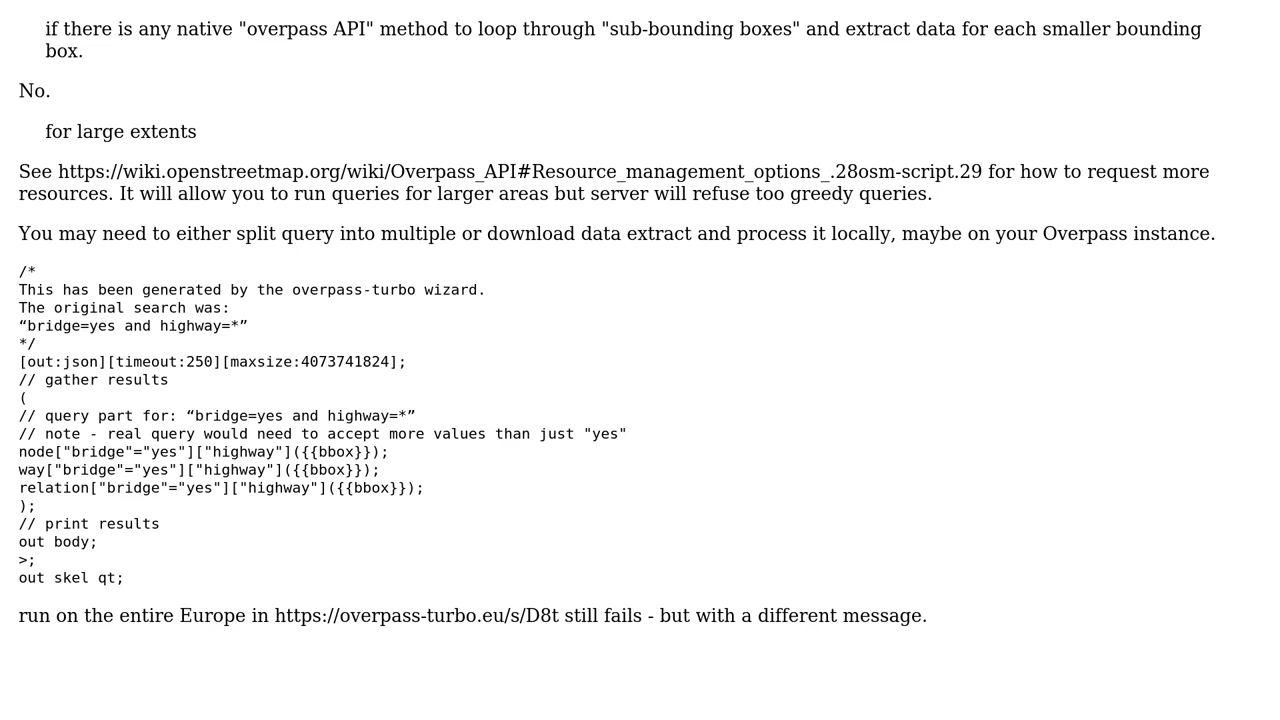 if there is any native "overpass API" method to loop through "sub-bounding boxes" and extract data for each smaller bounding
box.
No.
for large extents
See https://wiki.openstreetmap.org/wiki/Overpass_API#Resource_management_options_.28osm-script.29 for how to request more
resources. It will allow you to run queries for larger areas but server will refuse too greedy queries.
You may need to either split query into multiple or download data extract and process it locally, maybe on your Overpass instance.
/*
This has been generated by the overpass-turbo wizard.
The original search was:
“bridge=yes and highway=*”
*/
[out:json][timeout:250][maxsize:4073741824];
// gather results
(
// query part for: “bridge=yes and highway=*”
// note - real query would need to accept more values than just "yes"
node["bridge"="yes"]["highway"]({{bbox}});
way["bridge"="yes"]["highway"]({{bbox}});
relation["bridge"="yes"]["highway"]({{bbox}});
);
// print results
out body;
>;
out skel qt;
run on the entire Europe in https://overpass-turbo.eu/s/D8t still fails - but with a different message.